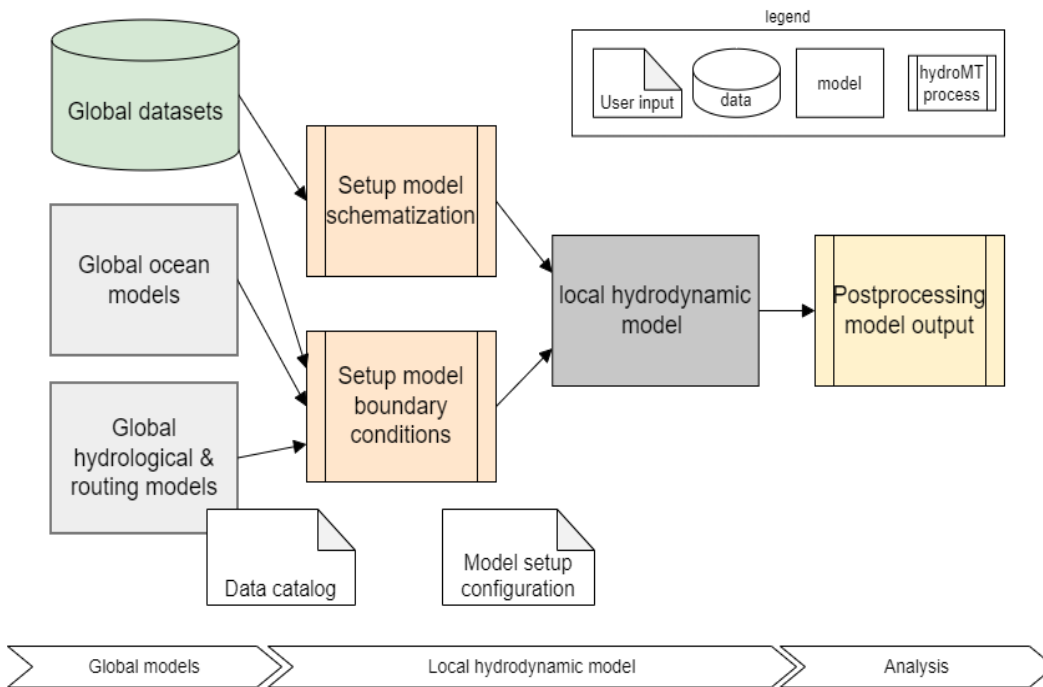 legend
User input
data
model
hydroMT
process
Global datasets
Setup model
schematization
Global ocean
models
local hydrodynamic
model
Postprocessing
model output
Setup model
boundary
conditions
Global
hydrological &
routing models
Data catalog
Model setup
configuration
Global models
Local hydrodynamic model
Analysis